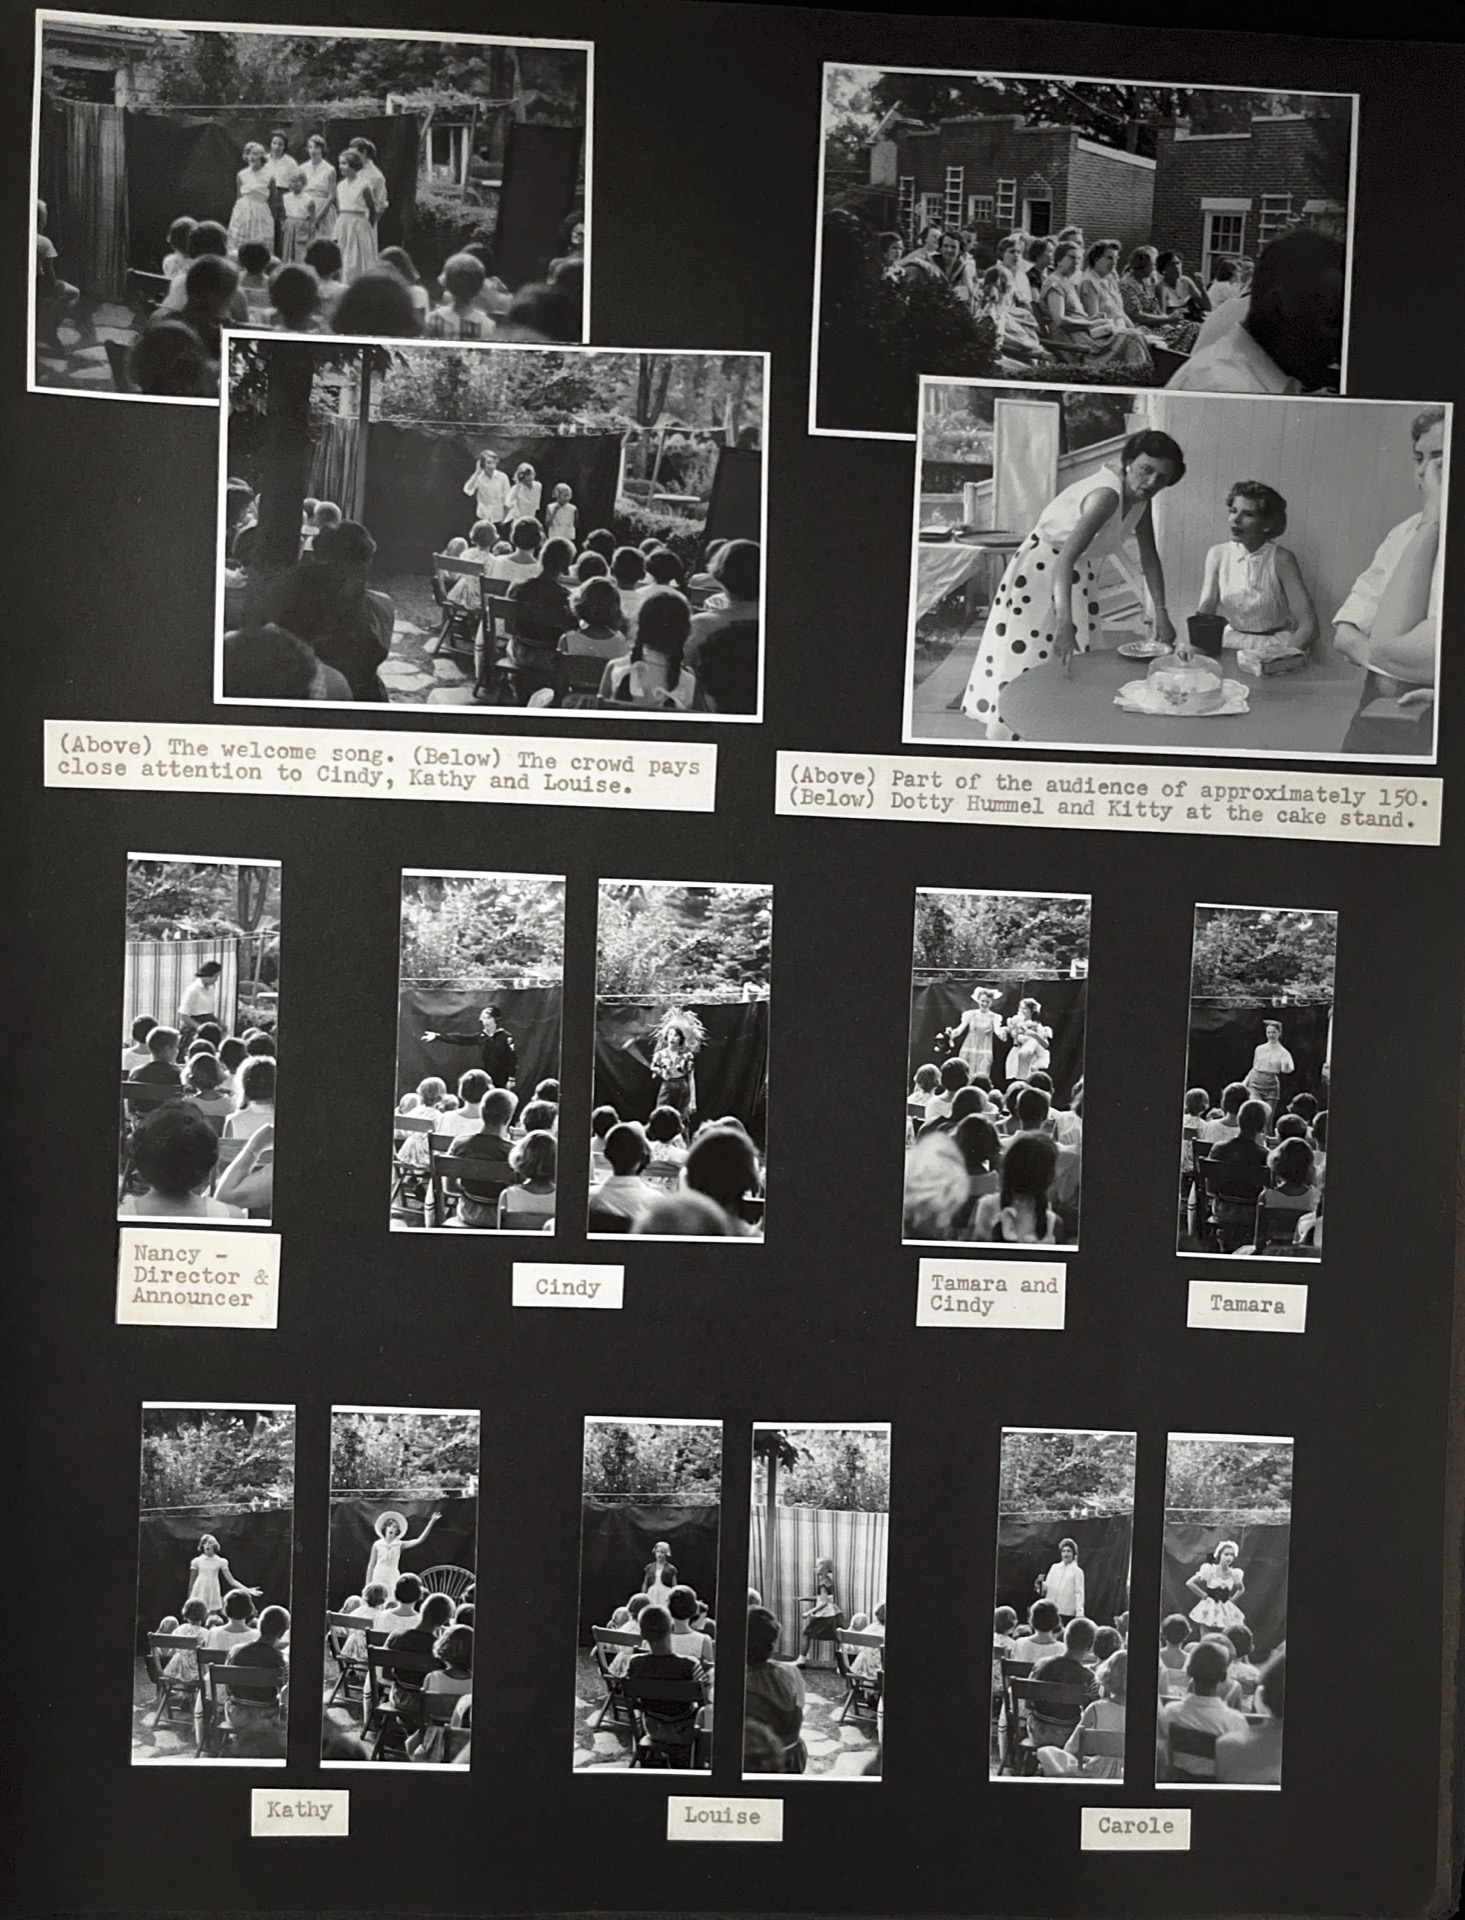 (Above) The welcome song. (Below) The crowd pays
close attention to Cindy, Kathy and Louise.
(Above) Part of the audience of approximately 150.
(Below) Dotty Hummel and Kitty at the cake stand.
Nancy -
Director &
Announcer
Cindy
Tamara and
Cindy
Tamara
Kathy
Louise
Carole